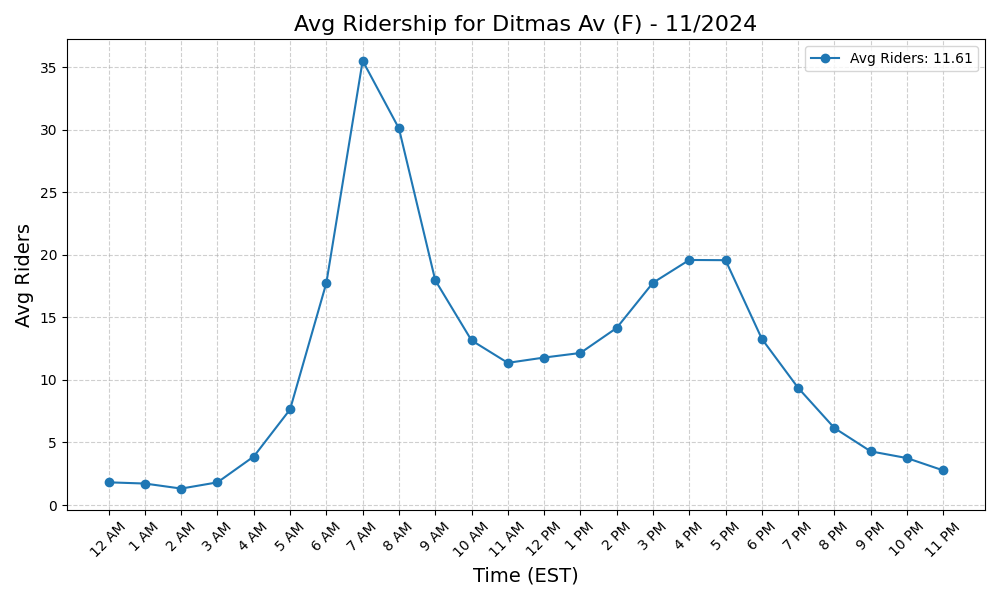 Avg Ridership for Ditmas Av (F) - 11/2024
Avg Riders: 11.61
Avg Riders
35
30
25
20
15
10
5
0
12 AM 1 AM 2 AM 3 AM 4 AM 5 AM 6 AM 7 AM 8 AM 9 AM 10 AM 11 AM 12 PM 1 PM 2 PM 3 PM 4 PM 5 PM 6 PM 7 PM 8 PM 9 PM 10 PM 11 PM
Time (EST)